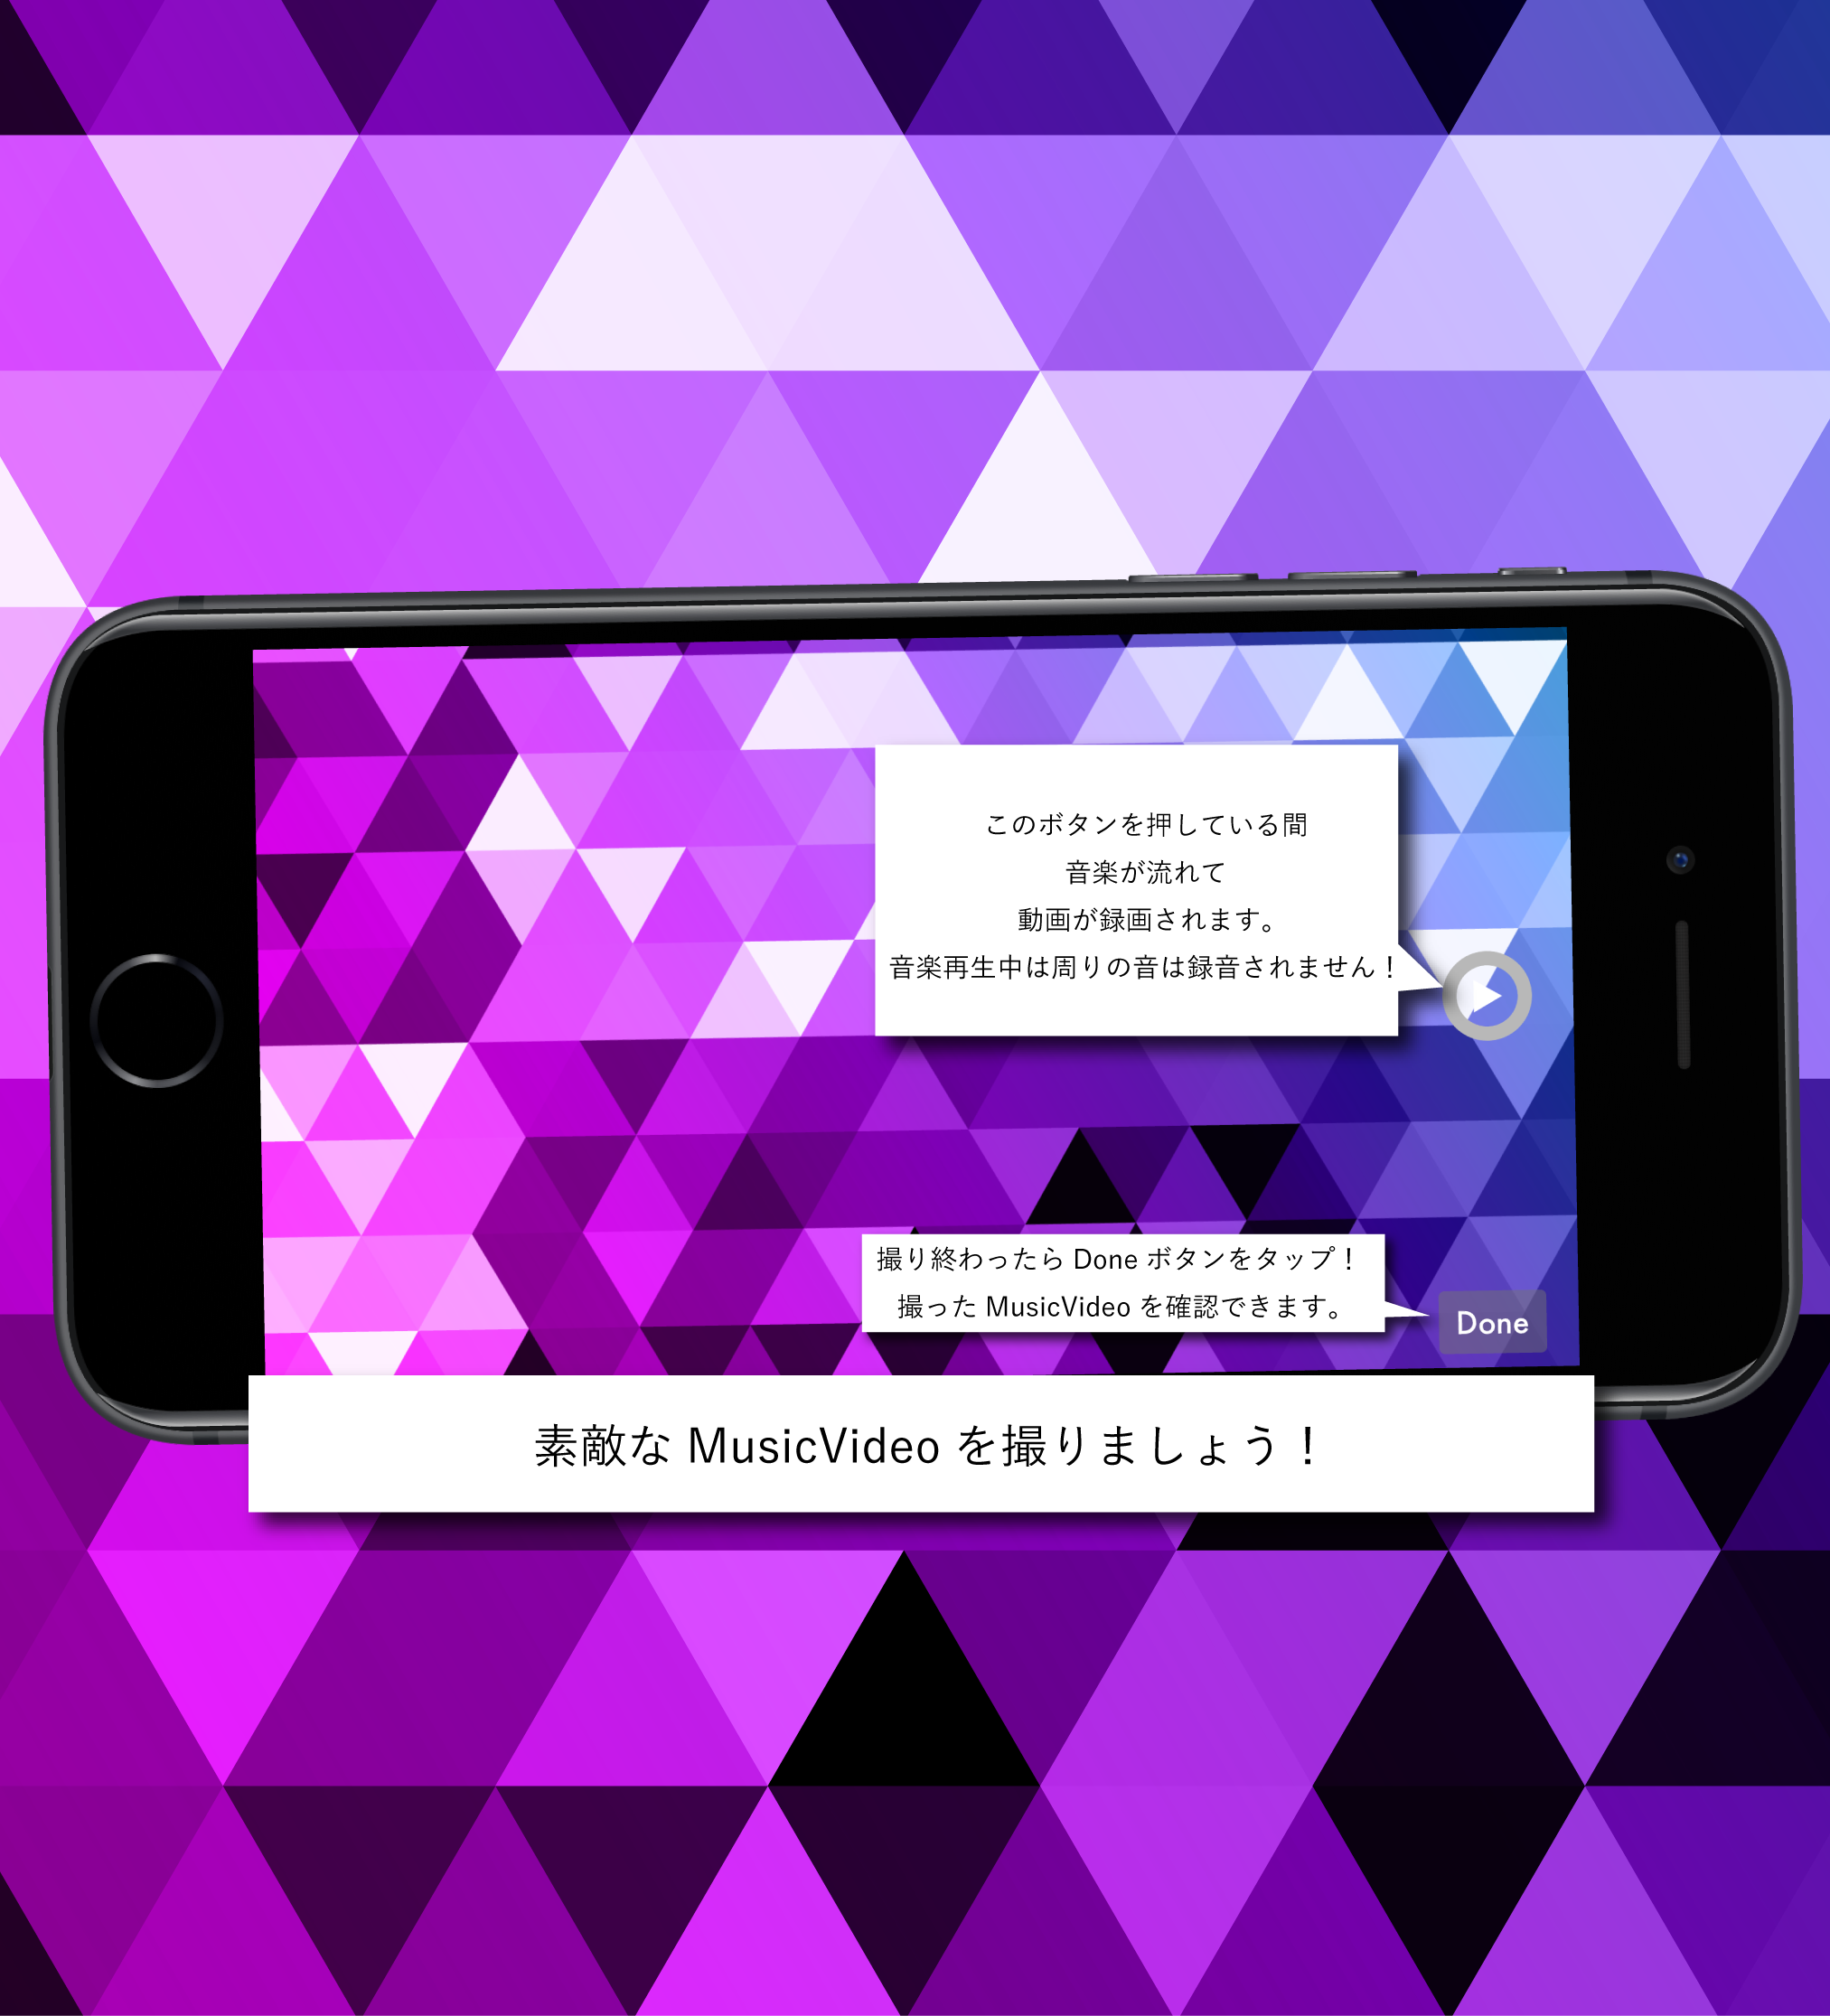 このボタンを押している間
音楽が流れて
動画が録画されます。
音楽再生中は周りの音は録音されません！
撮り終わったら Done ボタンをタップ！
撮った MusicVideo を確認できます。
Done
素敵な MusicVideo を撮りましょう！